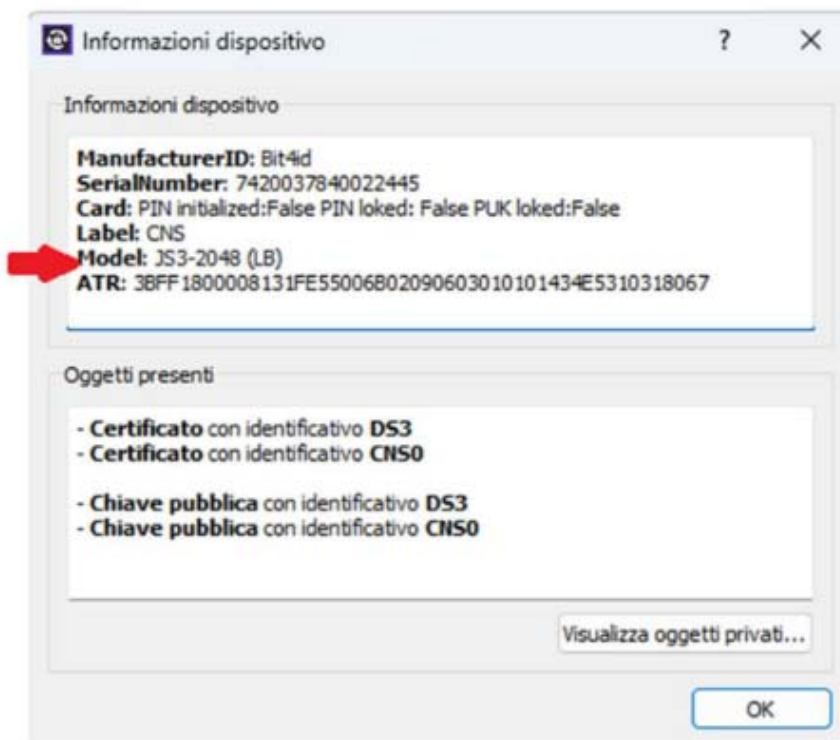 Informazioni dispositivo
?
Informazioni dispositivo
ManufacturerID: Bit4id
SerialNumber: 7420037840022445
Card: PIN initialized:False PIN loked: False PUK loked:False
Label: CNS
Model: JS3-2048 (LB)
ATR: 3BFF1800008131FE55006B0209060301010143​4E5310318067
Oggetti presenti
- Certificato con identificativo DS3
- Certificato con identificativo CNS0
- Chiave pubblica con identificativo DS3
- Chiave pubblica con identificativo CNS0
Visualizza oggetti privati...
OK